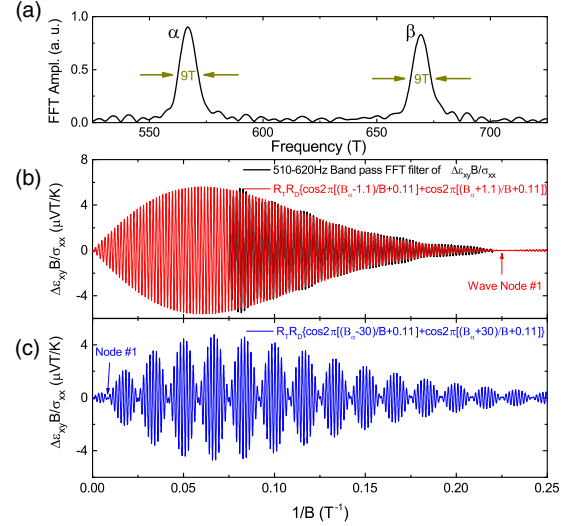 (a)
FFT Ampl. (a. u.)
1.0
0.5
0.0
α
β
9T
9T
550
600
650
700
Frequency (T)
(b)
Δε_xyB/σ_xx (μVT/K)
4
0
-4
510-620Hz Band pass FFT filter of Δε_xyB/σ_xx
R_TR_D{cos2π[(B_α-1.1)/B+0.11]+cos2π[(B_α+1.1)/B+0.11]}
Wave Node #1
(c)
Δε_xyB/σ_xx (μVT/K)
4
0
-4
R_TR_D{cos2π[(B_α-30)/B+0.11]+cos2π[(B_α+30)/B+0.11]}
Node #1
0.00
0.05
0.10
0.15
0.20
0.25
1/B (T⁻¹)